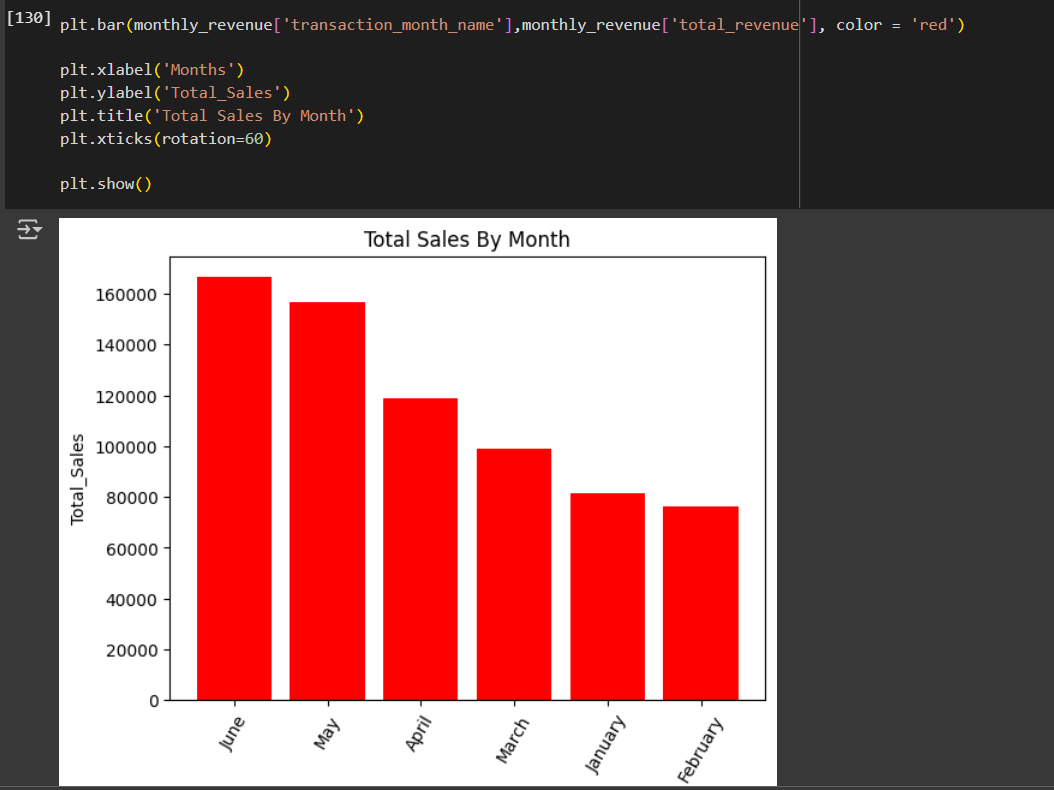 [130] plt.bar(monthly_revenue['transaction_month_name'],monthly_revenue['total_revenue'], color = 'red')
plt.xlabel('Months')
plt.ylabel('Total_Sales')
plt.title('Total Sales By Month')
plt.xticks(rotation=60)
plt.show()
Total Sales By Month
Total_Sales
160000
140000
120000
100000
80000
60000
40000
20000
0
June
May
April
March
January
February